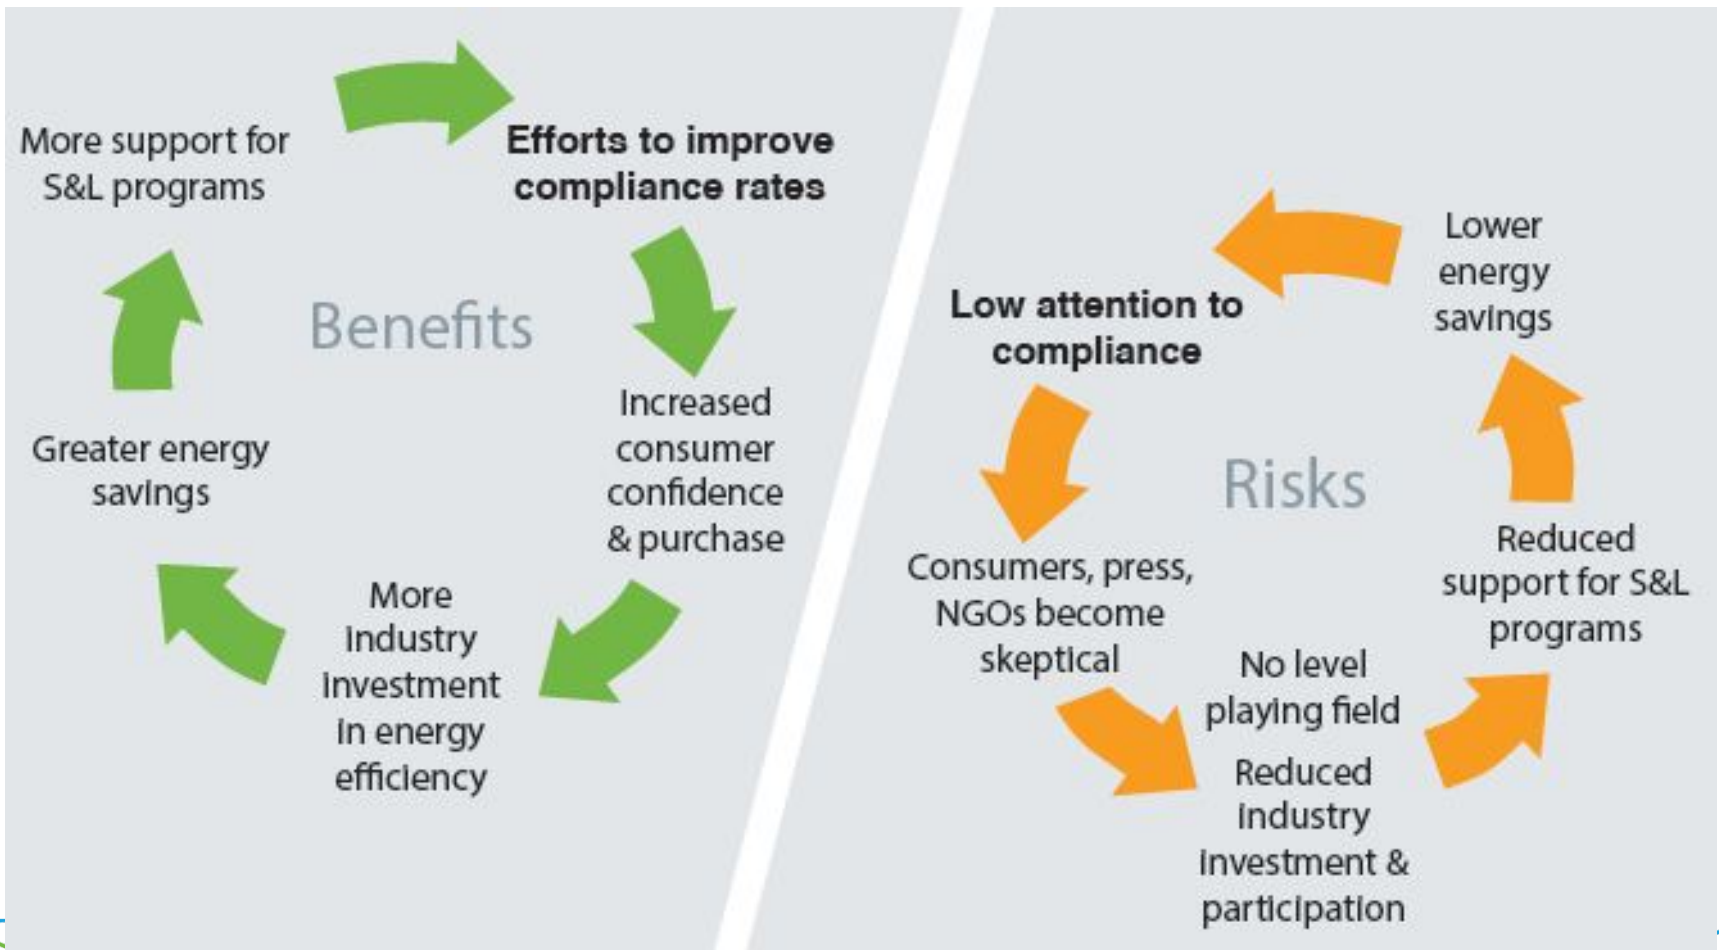 More support for
S&L programs
Efforts to improve
compliance rates
Benefits
Increased
consumer
confidence
& purchase
Greater energy
savings
More
industry
investment
in energy
efficiency
Lower
energy
savings
Low attention to
compliance
Risks
Consumers, press,
NGOs become
skeptical
No level
playing field
Reduced
industry
investment &
participation
Reduced
support for S&L
programs